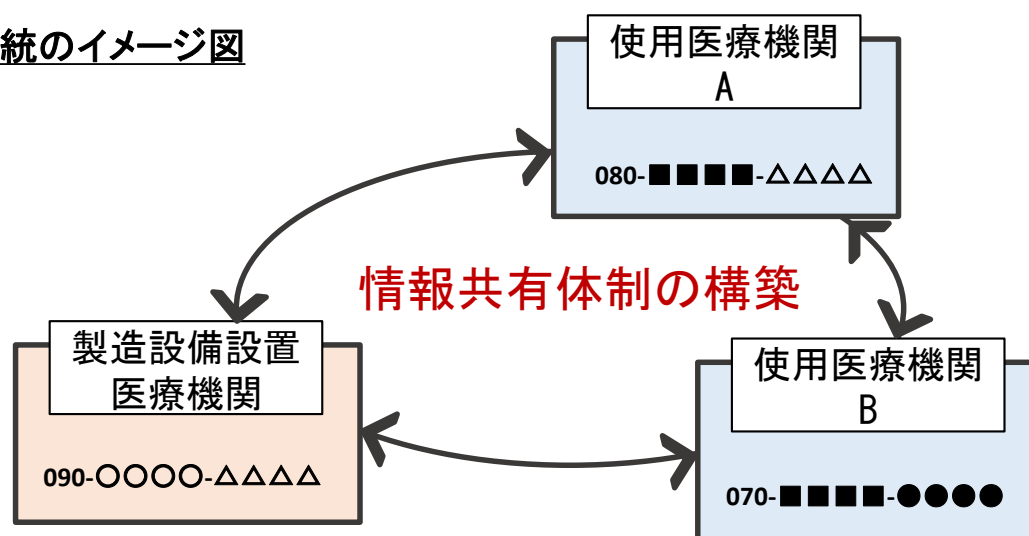 統のイメージ図
使用医療機関
A
080-■■■■-△△△△
情報共有体制の構築
製造設備設置
医療機関
090-〇〇〇〇-△△△△
使用医療機関
B
070-■■■■-●●●●